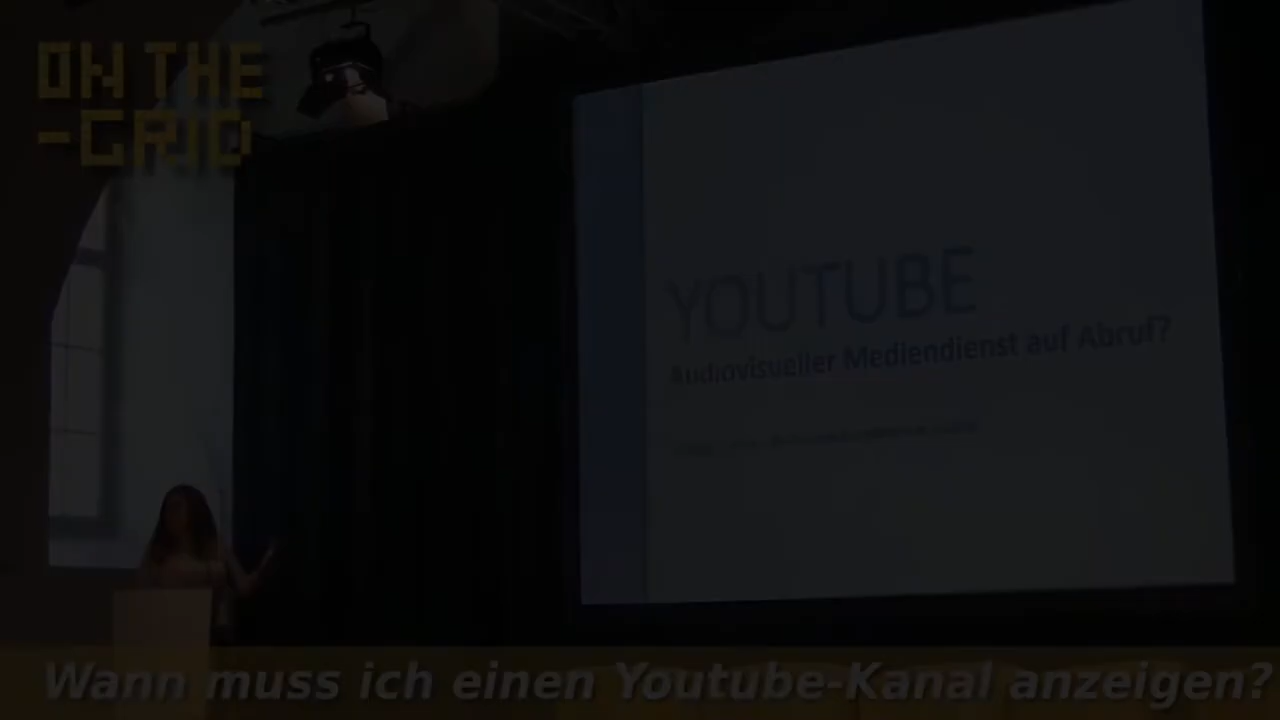 ON THE
-GRID
YOUTUBE
Audiovisueller Mediendienst auf Abruf?
Wann muss ich einen Youtube-Kanal anzeigen?